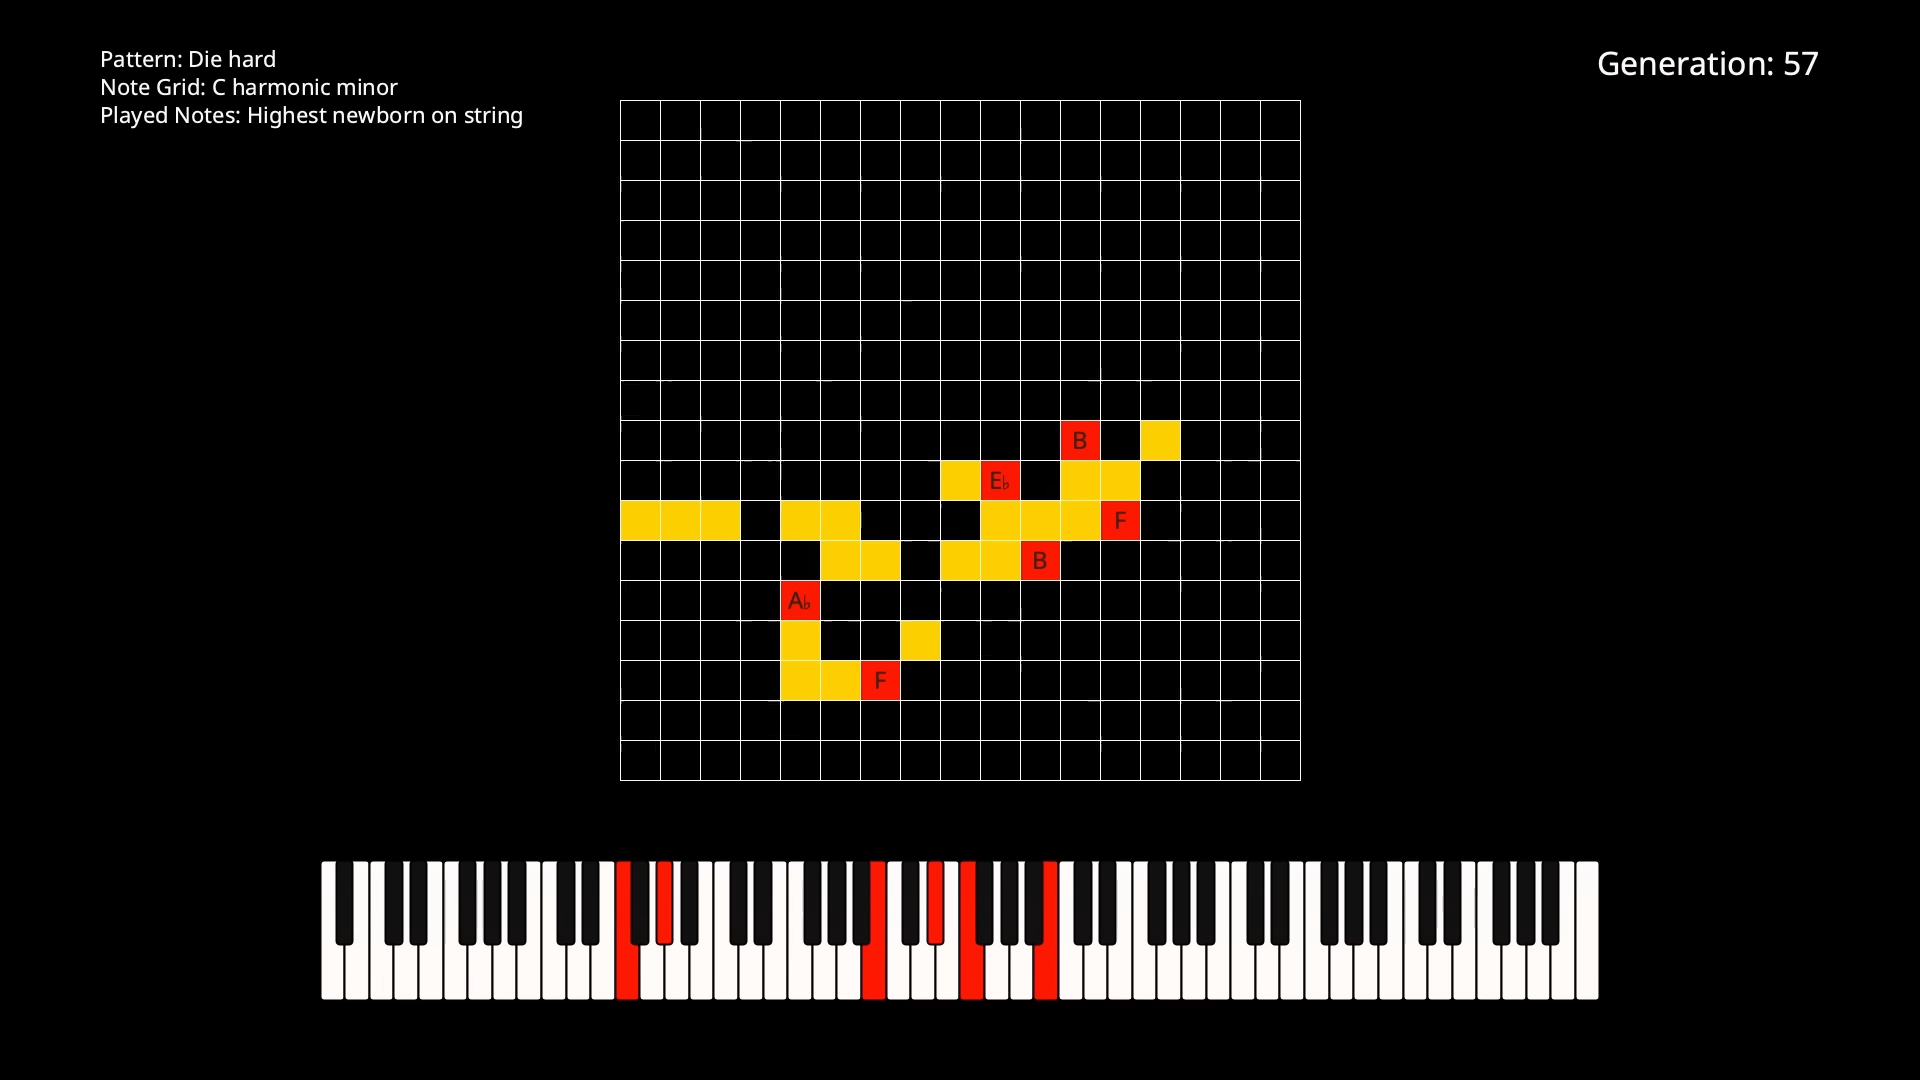 Pattern: Die hard
Note Grid: C harmonic minor
Played Notes: Highest newborn on string
Generation: 57
B
E♭
F
B
A♭
F